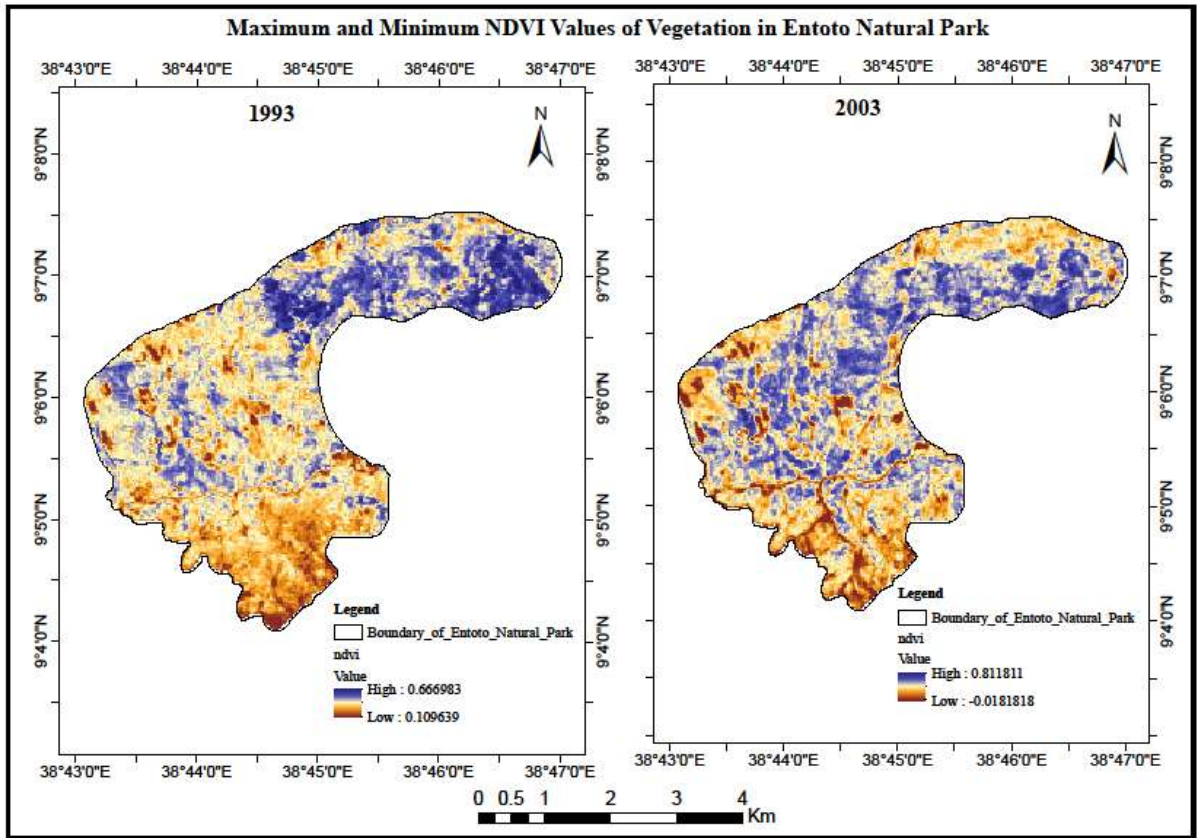 Maximum and Minimum NDVI Values of Vegetation in Entoto Natural Park
38°43'0"E 38°44'0"E 38°45'0"E 38°46'0"E 38°47'0"E
1993
N
9°8'0"N
9°7'0"N
9°6'0"N
9°5'0"N
9°4'0"N
9°8'0"N
9°7'0"N
9°6'0"N
9°5'0"N
9°4'0"N
Legend
Boundary_of_Entoto_Natural_Park
ndvi
Value
High : 0.666983
Low : 0.109639
38°43'0"E 38°44'0"E 38°45'0"E 38°46'0"E 38°47'0"E
38°43'0"E 38°44'0"E 38°45'0"E 38°46'0"E 38°47'0"E
2003
N
9°8'0"N
9°7'0"N
9°6'0"N
9°5'0"N
9°4'0"N
Legend
Boundary_of_Entoto_Natural_Park
ndvi
Value
High : 0.811811
Low : -0.0181818
38°43'0"E 38°44'0"E 38°45'0"E 38°46'0"E 38°47'0"E
0 0.5 1 2 3 4
Km